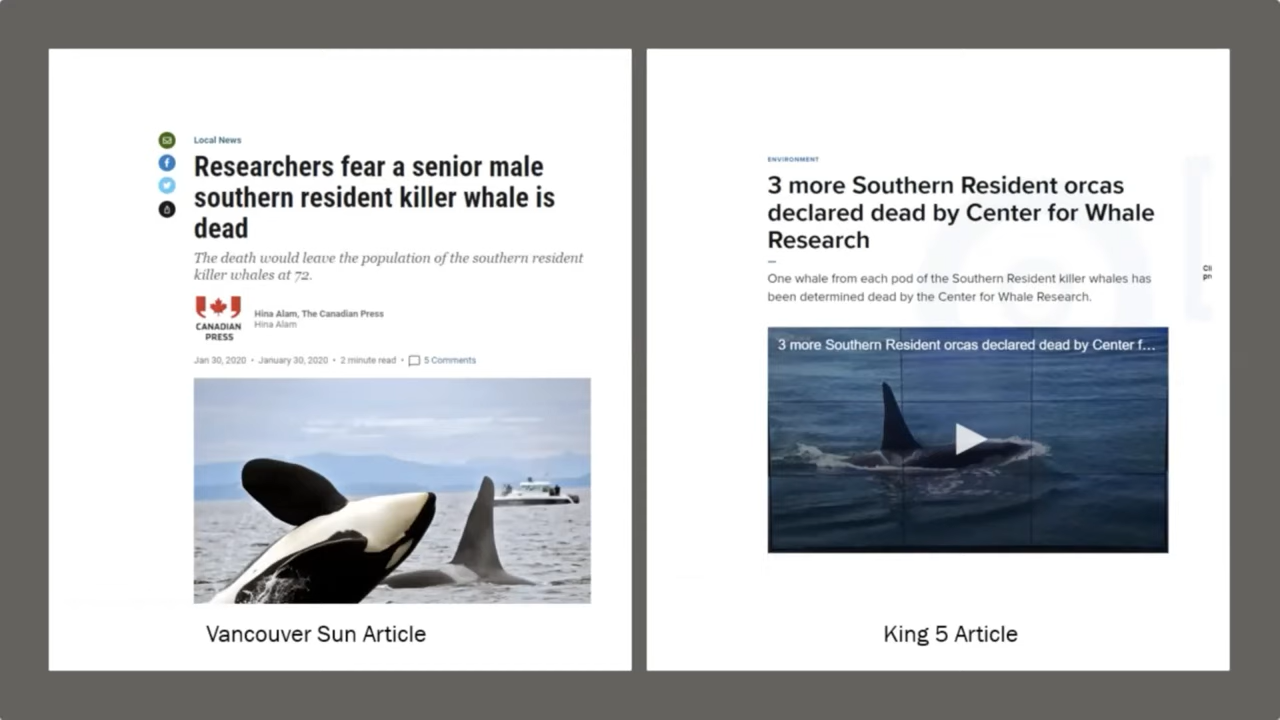 Local News
Researchers fear a senior male
southern resident killer whale is
dead
The death would leave the population of the southern resident
killer whales at 72.
CANADIAN
PRESS
Hina Alam, The Canadian Press
Hina Alam
Jan 30, 2020 • January 30, 2020 • 2 minute read • 5 Comments
Vancouver Sun Article
ENVIRONMENT
3 more Southern Resident orcas
declared dead by Center for Whale
Research
One whale from each pod of the Southern Resident killer whales has
been determined dead by the Center for Whale Research.
3 more Southern Resident orcas declared dead by Center f...
King 5 Article